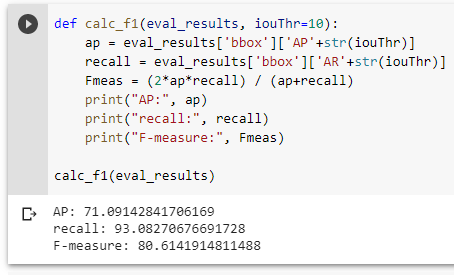 def calc_f1(eval_results, iouThr=10):
    ap = eval_results['bbox']['AP'+str(iouThr)]
    recall = eval_results['bbox']['AR'+str(iouThr)]
    Fmeas = (2*ap*recall) / (ap+recall)
    print("AP:", ap)
    print("recall:", recall)
    print("F-measure:", Fmeas)

calc_f1(eval_results)

AP: 71.09142841706169
recall: 93.08270676691728
F-measure: 80.6141914811488